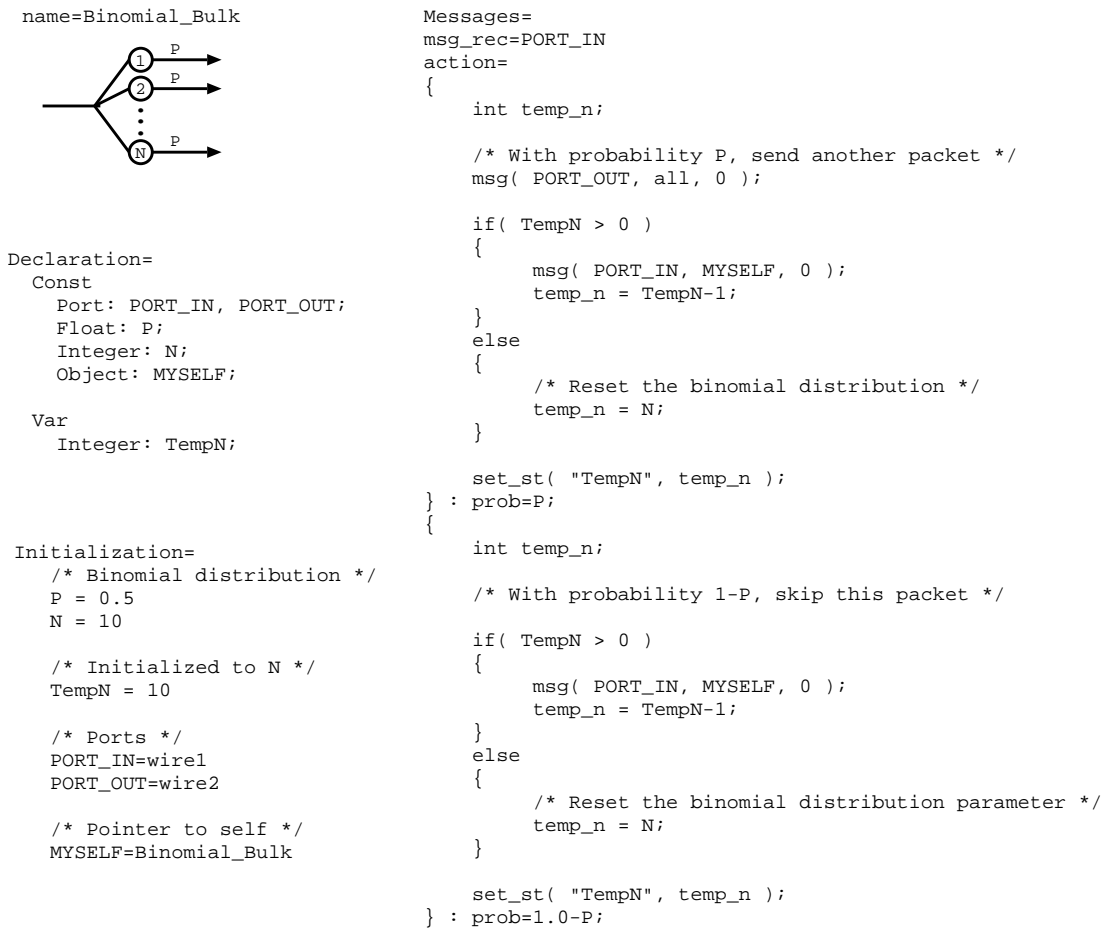 name=Binomial_Bulk
1 P
2 P
N P
Declaration=
Const
Port: PORT_IN, PORT_OUT;
Float: P;
Integer: N;
Object: MYSELF;
Var
Integer: TempN;
Initialization=
/* Binomial distribution */
P = 0.5
N = 10
/* Initialized to N */
TempN = 10
/* Ports */
PORT_IN=wire1
PORT_OUT=wire2
/* Pointer to self */
MYSELF=Binomial_Bulk
Messages=
msg_rec=PORT_IN
action=
{
int temp_n;
/* With probability P, send another packet */
msg( PORT_OUT, all, 0 );
if( TempN > 0 )
{
msg( PORT_IN, MYSELF, 0 );
temp_n = TempN-1;
}
else
{
/* Reset the binomial distribution */
temp_n = N;
}
set_st( "TempN", temp_n );
} : prob=P;
{
int temp_n;
/* With probability 1-P, skip this packet */
if( TempN > 0 )
{
msg( PORT_IN, MYSELF, 0 );
temp_n = TempN-1;
}
else
{
/* Reset the binomial distribution parameter */
temp_n = N;
}
set_st( "TempN", temp_n );
} : prob=1.0-P;